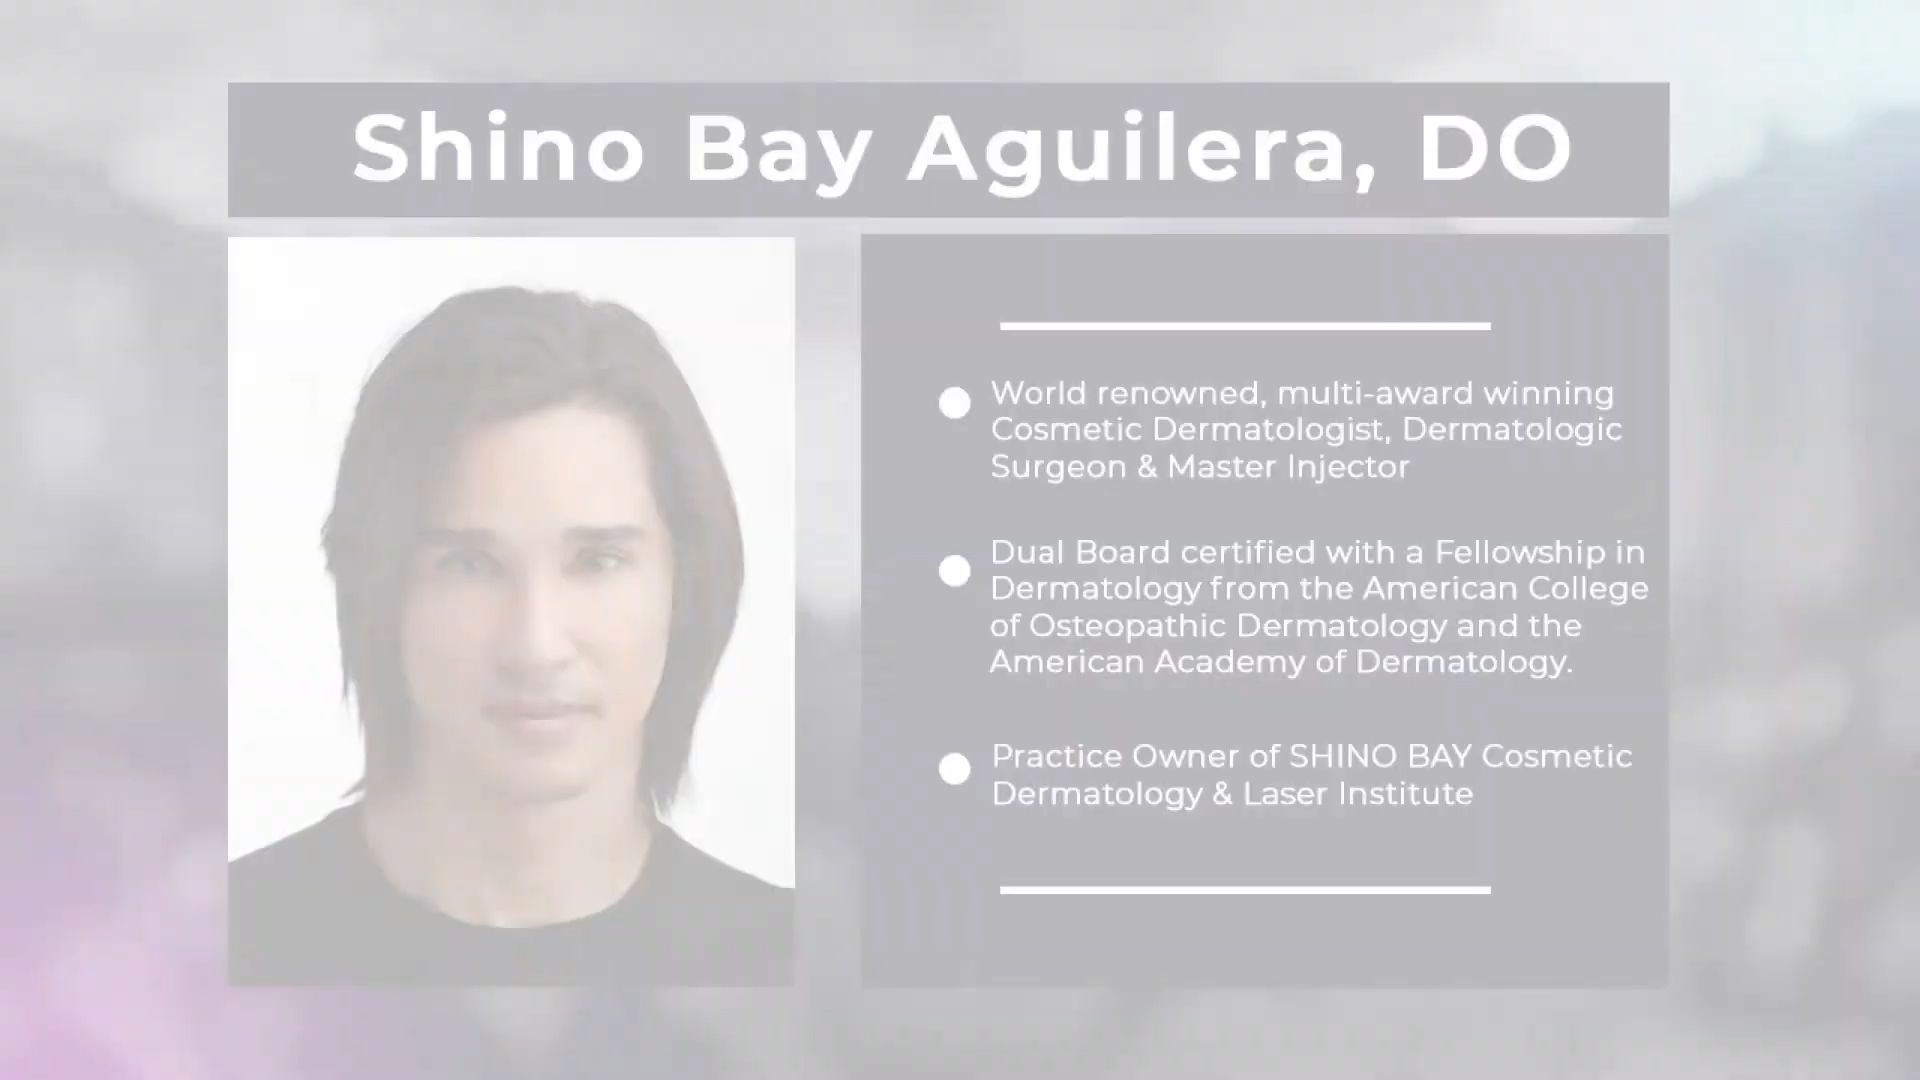 Shino Bay Aguilera, DO
World renowned, multi-award winning
Cosmetic Dermatologist, Dermatologic
Surgeon & Master Injector
Dual Board certified with a Fellowship in
Dermatology from the American College
of Osteopathic Dermatology and the
American Academy of Dermatology.
Practice Owner of SHINO BAY Cosmetic
Dermatology & Laser Institute